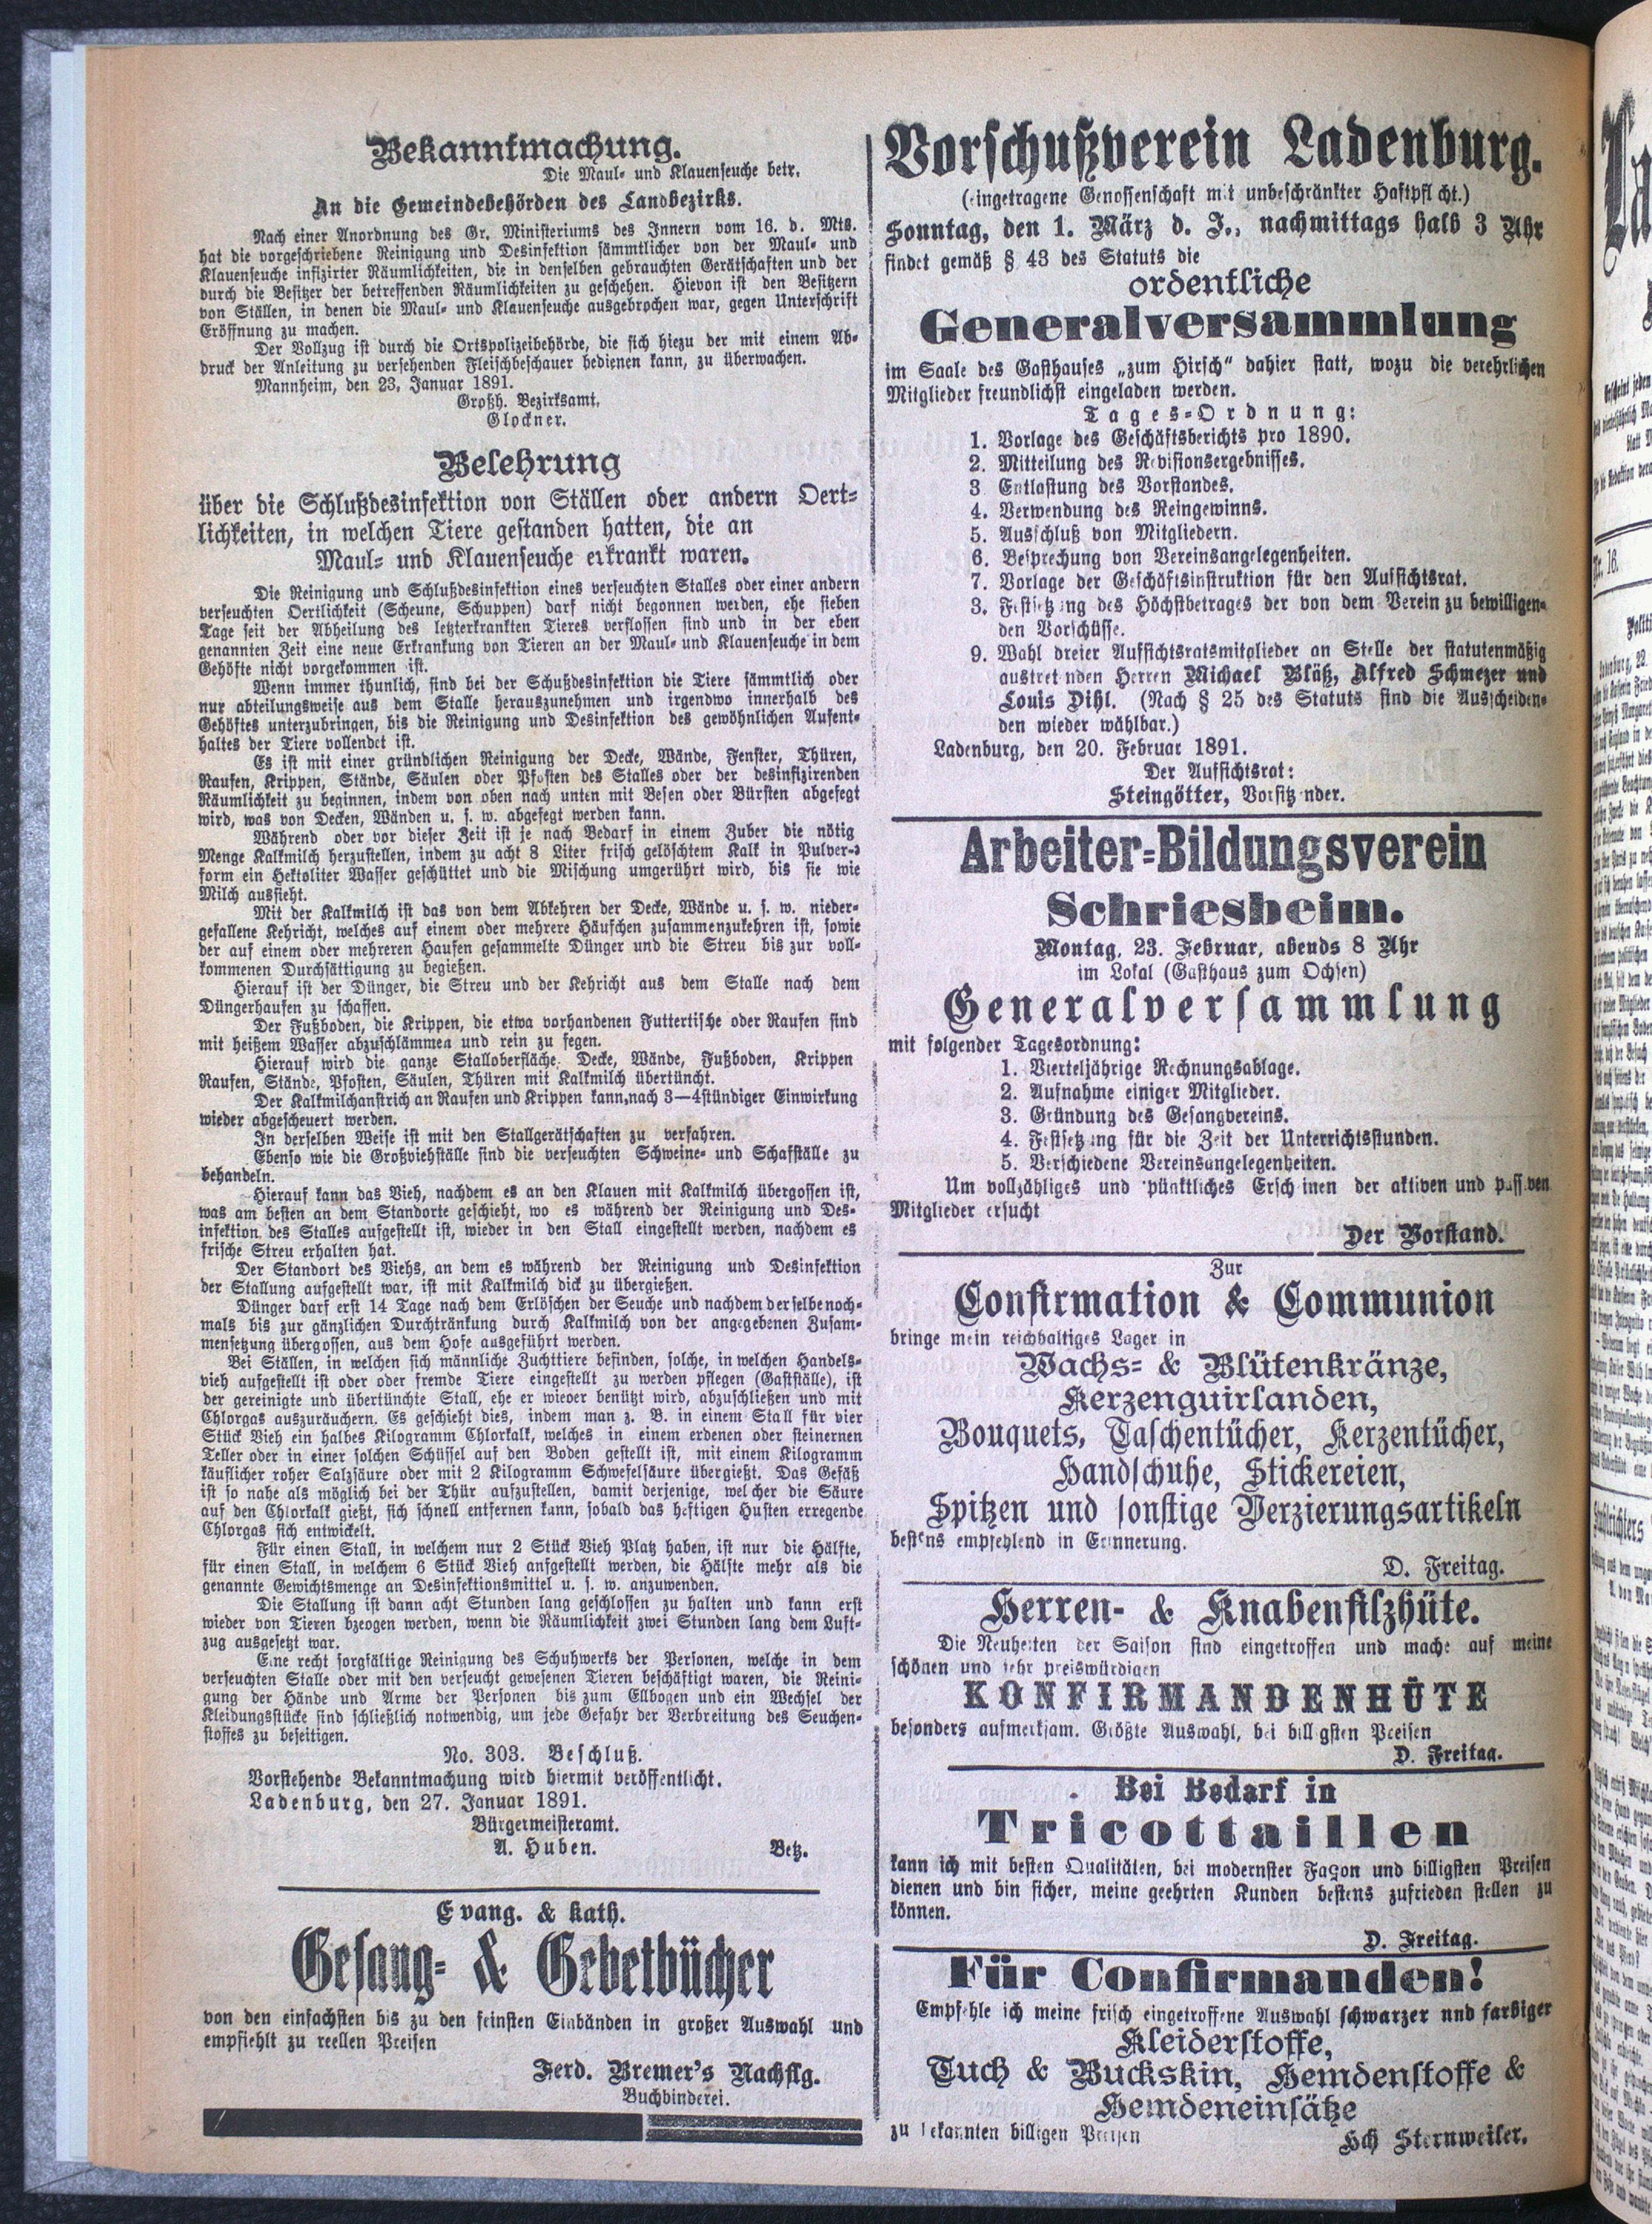 Bekanntmachung.
Die Maul- und Klauenseuche betr.
An die Gemeindebehörden des Landbezirks.
Nach einer Anordnung des Gr. Ministeriums des Innern vom 16. d. Mts.
hat die vorgeschriebene Reinigung und Desinfektion sämmtlicher von der Maul- und
Klauenseuche infizirter Räumlichkeiten, die in denselben gebrauchten Gerätschaften und der
durch die Besitzer der betreffenden Räumlichkeiten zu geschehen. Hievon ist den Besitzern
von Ställen, in denen die Maul- und Klauenseuche ausgebrochen war, gegen Unterschrift
Eröffnung zu machen.
Der Vollzug ist durch die Ortspolizeibehörde, die sich hiezu der mit einem Ab-
druck der Anleitung zu versehenden Fleischbeschauer bedienen kann, zu überwachen.
Mannheim, den 23. Januar 1891.
Großh. Bezirksamt.
Glockner.
Belehrung
über die Schlußdesinfektion von Ställen oder andern Oert-
lichkeiten, in welchen Tiere gestanden hatten, die an
Maul- und Klauenseuche erkrankt waren.
Die Reinigung und Schlußdesinfektion eines verseuchten Stalles oder einer andern
verseuchten Oertlichkeit (Scheune, Schuppen) darf nicht begonnen werden, ehe sieben
Tage seit der Abheilung des letzterkrankten Tieres verflossen sind und in der eben
genannten Zeit eine neue Erkrankung von Tieren an der Maul- und Klauenseuche in dem
Gehöfte nicht vorgekommen ist.
Wenn immer thunlich, sind bei der Schußdesinfektion die Tiere sämmtlich oder
nur abteilungsweise aus dem Stalle herauszunehmen und irgendwo innerhalb des
Gehöftes unterzubringen, bis die Reinigung und Desinfektion des gewöhnlichen Aufent-
haltes der Tiere vollendet ist.
Es ist mit einer gründlichen Reinigung der Decke, Wände, Fenster, Thüren,
Raufen, Krippen, Stände, Säulen oder Pfosten des Stalles oder der desinfizirenden
Räumlichkeit zu beginnen, indem von oben nach unten mit Besen oder Bürsten abgefegt
wird, was von Decken, Wänden u. s. w. abgefegt werden kann.
Während oder vor dieser Zeit ist je nach Bedarf in einem Zuber die nötig
Menge Kalkmilch herzustellen, indem zu acht 8 Liter frisch gelöschtem Kalk in Pulver-
form ein Hektoliter Wasser geschüttet und die Mischung umgerührt wird, bis sie wie
Milch aussieht.
Mit der Kalkmilch ist das von dem Abkehren der Decke, Wände u. s. w. nieder-
gefallene Kehricht, welches auf einem oder mehrere Häufchen zusammenzukehren ist, sowie
der auf einem oder mehreren Haufen gesammelte Dünger und die Streu bis zur voll-
kommenen Durchsättigung zu begießen.
Hierauf ist der Dünger, die Streu und der Kehricht aus dem Stalle nach dem
Düngerhaufen zu schaffen.
Der Fußboden, die Krippen, die etwa vorhandenen Futtertische oder Raufen sind
mit heißem Wasser abzuschlämmen und rein zu fegen.
Hierauf wird die ganze Stalloberfläche. Decke, Wände, Fußboden, Krippen
Raufen, Stände, Pfosten, Säulen, Thüren mit Kalkmilch übertüncht.
Der Kalkmilchanstrich an Raufen und Krippen kann, nach 3—4stündiger Einwirkung
wieder abgescheuert werden.
In derselben Weise ist mit den Stallgerätschaften zu verfahren.
Ebenso wie die Großviehställe sind die verseuchten Schweine- und Schafställe zu
behandeln.
Hierauf kann das Vieh, nachdem es an den Klauen mit Kalkmilch übergossen ist,
was am besten an dem Standorte geschieht, wo es während der Reinigung und Des-
infektion des Stalles aufgestellt ist, wieder in den Stall eingestellt werden, nachdem es
frische Streu erhalten hat.
Der Standort des Viehs, an dem es während der Reinigung und Desinfektion
der Stallung aufgestellt war, ist mit Kalkmilch dick zu übergießen.
Dünger darf erst 14 Tage nach dem Erlöschen der Seuche und nachdem derselbe noch-
mals bis zur gänzlichen Durchtränkung durch Kalkmilch von der angegebenen Zusam-
mensetzung übergossen, aus dem Hofe ausgeführt werden.
Bei Ställen, in welchen sich männliche Zuchttiere befinden, solche, in welchen Handels-
vieh aufgestellt ist oder oder fremde Tiere eingestellt zu werden pflegen (Gastställe), ist
der gereinigte und übertünchte Stall, ehe er wieder benützt wird, abzuschließen und mit
Chlorgas auszuräuchern. Es geschieht dies, indem man z. B. in einem Stall für vier
Stück Vieh ein halbes Kilogramm Chlorkalk, welches in einem erdenen oder steinernen
Teller oder in einer solchen Schüssel auf den Boden gestellt ist, mit einem Kilogramm
käuflicher roher Salzsäure oder mit 2 Kilogramm Schwefelsäure übergießt. Das Gefäß
ist so nahe als möglich bei der Thür aufzustellen, damit derjenige, welcher die Säure
auf den Chlorkalk gießt, sich schnell entfernen kann, sobald das heftigen Husten erregende
Chlorgas sich entwickelt.
Für einen Stall, in welchem nur 2 Stück Vieh Platz haben, ist nur die Hälfte,
für einen Stall, in welchem 6 Stück Vieh anfgestellt werden, die Hälfte mehr als die
genannte Gewichtsmenge an Desinfektionsmittel u. s. w. anzuwenden.
Die Stallung ist dann acht Stunden lang geschlossen zu halten und kann erst
wieder von Tieren bzeogen werden, wenn die Räumlichkeit zwei Stunden lang dem Luft-
zug ausgesetzt war.
Eine recht sorgfältige Reinigung des Schuhwerks der Personen, welche in dem
verseuchten Stalle oder mit den verseucht gewesenen Tieren beschäftigt waren, die Reini-
gung der Hände und Arme der Personen bis zum Ellbogen und ein Wechsel der
Kleidungsstücke sind schließlich notwendig, um jede Gefahr der Verbreitung des Seuchen-
stoffes zu beseitigen.
No. 303. Beschluß.
Vorstehende Bekanntmachung wird hiermit veröffentlicht.
Ladenburg, den 27. Januar 1891.
Bürgermeisteramt.
A. Huben. Betz.
Evang. & kath.
Gesang- & Gebetbücher
von den einfachsten bis zu den feinsten Einbänden in großer Auswahl und
empfiehlt zu reellen Preisen
Ferd. Bremer's Nachflg.
Buchbinderei.
Vorschußverein Ladenburg.
(eingetragene Genossenschaft mit unbeschränkter Haftpflicht.)
Sonntag, den 1. März d. J., nachmittags halb 3 Uhr
findet gemäß § 43 des Statuts die
ordentliche
Generalversammlung
im Saale des Gasthauses „zum Hirsch“ dahier statt, wozu die verehrlichen
Mitglieder freundlichst eingeladen werden.
Tages-Ordnung:
1. Vorlage des Geschäftsberichts pro 1890.
2. Mitteilung des Revisionsergebnisses.
3 Entlastung des Vorstandes.
4. Verwendung des Reingewinns.
5. Ausschluß von Mitgliedern.
6. Besprechung von Vereinsangelegenheiten.
7. Vorlage der Geschäftsinstruktion für den Aufsichtsrat.
3. Festsetzung des Höchstbetrages der von dem Verein zu bewilligen-
den Vorschüsse.
9. Wahl dreier Aufsichtsratsmitglieder an Stelle der statutenmäßig
austretenden Herren Michael Bläß, Alfred Schmezer und
Louis Dihl. (Nach § 25 des Statuts sind die Ausscheiden-
den wieder wählbar.)
Ladenburg, den 20. Februar 1891.
Der Aufsichtsrat:
Steingötter, Vorsitzender.
Arbeiter-Bildungsverein
Schriesheim.
Montag, 23. Februar, abends 8 Uhr
im Lokal (Gasthaus zum Ochsen)
Generalversammlung
mit folgender Tagesordnung:
1. Vierteljährige Rechnungsablage.
2. Aufnahme einiger Mitglieder.
3. Gründung des Gesangvereins.
4. Festsetzung für die Zeit der Unterrichtsstunden.
5. Verschiedene Vereinsangelegenheiten.
Um vollzähliges und pünktliches Erscheinen der aktiven und passiven
Mitglieder ersucht
Der Vorstand.
Zur
Confirmation & Communion
bringe mein reichhaltiges Lager in
Wachs- & Blütenkränze,
Kerzenguirlanden,
Bouquets, Taschentücher, Kerzentücher,
Handschuhe, Stickereien,
Spitzen und sonstige Verzierungsartikeln
bestens empfehlend in Erinnerung.
D. Freitag.
Herren- & Knabenfilzhüte.
Die Neuheiten der Saison sind eingetroffen und mache auf meine
schönen und sehr preiswürdigen
KONFIRMANDENHÜTE
besonders aufmerksam. Größte Auswahl, bei billigsten Preisen
D. Freitag.
Bei Bedarf in
Tricottaillen
kann ich mit besten Qualitäten, bei modernster Façon und billigsten Preisen
dienen und bin sicher, meine geehrten Kunden bestens zufrieden stellen zu
können.
D. Freitag.
Für Confirmanden!
Empfehle ich meine frisch eingetroffene Auswahl schwarzer und farbiger
Kleiderstoffe,
Tuch & Buckskin, Hemdenstoffe &
Hemdeneinsätze
zu bekannten billigen Preisen
Hch Sternweiler.